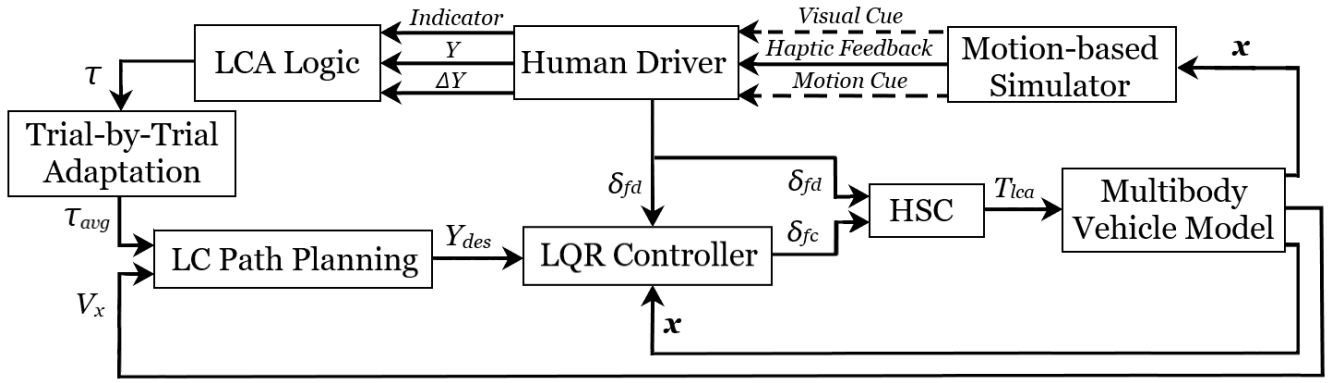 Indicator
Visual Cue
LCA Logic
Y
Human Driver
Haptic Feedback
Motion-based
Simulator
x
ΔY
Motion Cue
τ
Trial-by-Trial
Adaptation
δfd
δfd
HSC
Tlca
Multibody
Vehicle Model
τavg
LC Path Planning
Ydes
LQR Controller
δfc
Vx
x